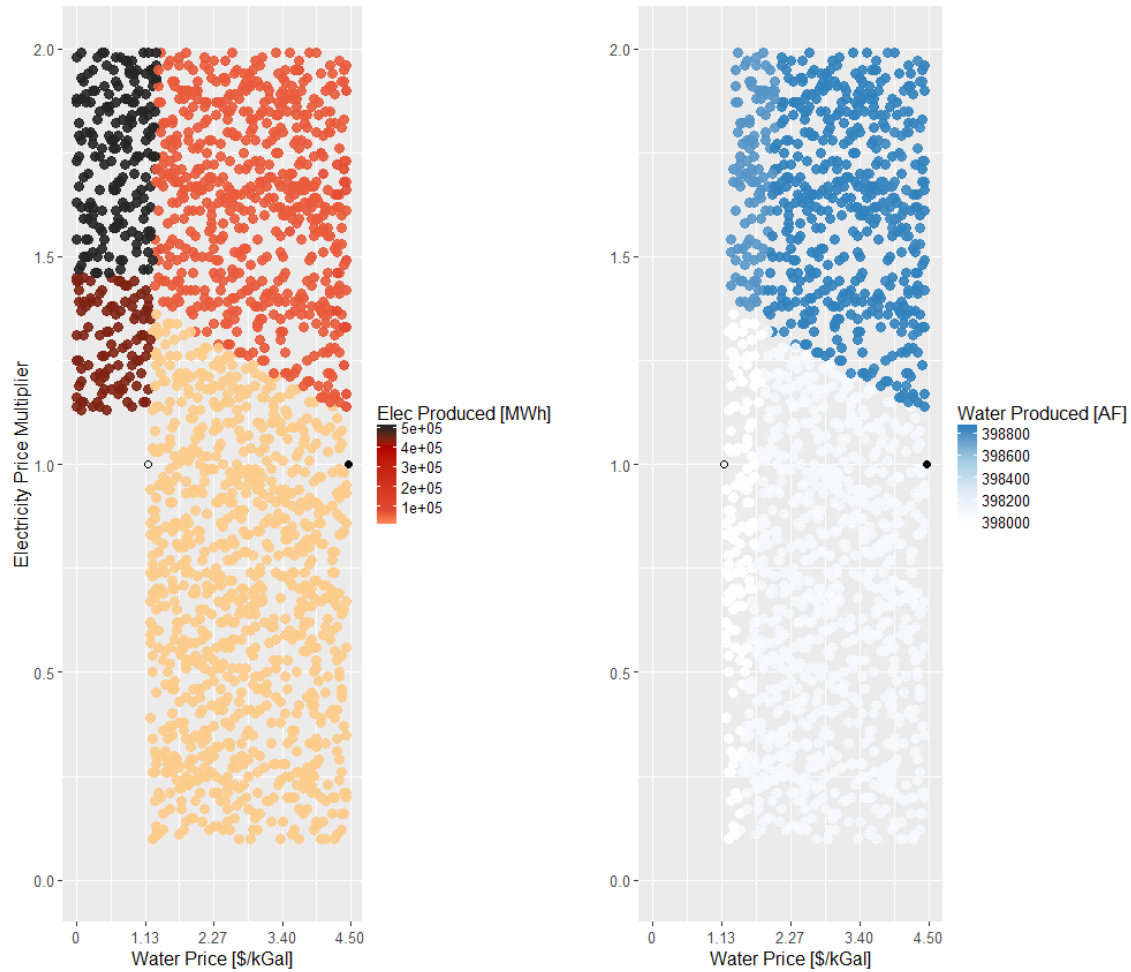 2.0
1.5
1.0
0.5
0.0
Electricity Price Multiplier
0 1.13 2.27 3.40 4.50
Water Price [$/kGal]
Elec Produced [MWh]
5e+05
4e+05
3e+05
2e+05
1e+05
2.0
1.5
1.0
0.5
0.0
0 1.13 2.27 3.40 4.50
Water Price [$/kGal]
Water Produced [AF]
398800
398600
398400
398200
398000